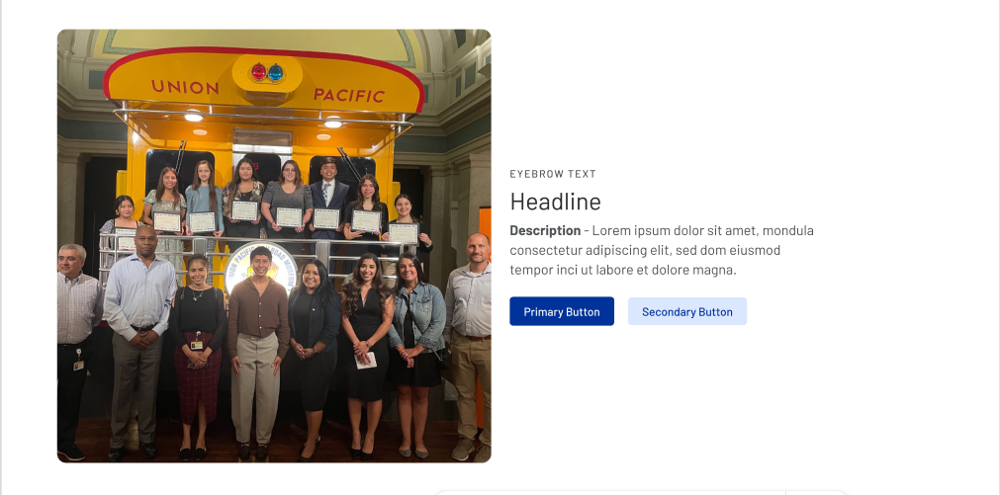 UNION PACIFIC
EYEBROW TEXT
Headline
Description - Lorem ipsum dolor sit amet, mondula
consectetur adipiscing elit, sed dom eiusmod
tempor inci ut labore et dolore magna.
Primary Button
Secondary Button